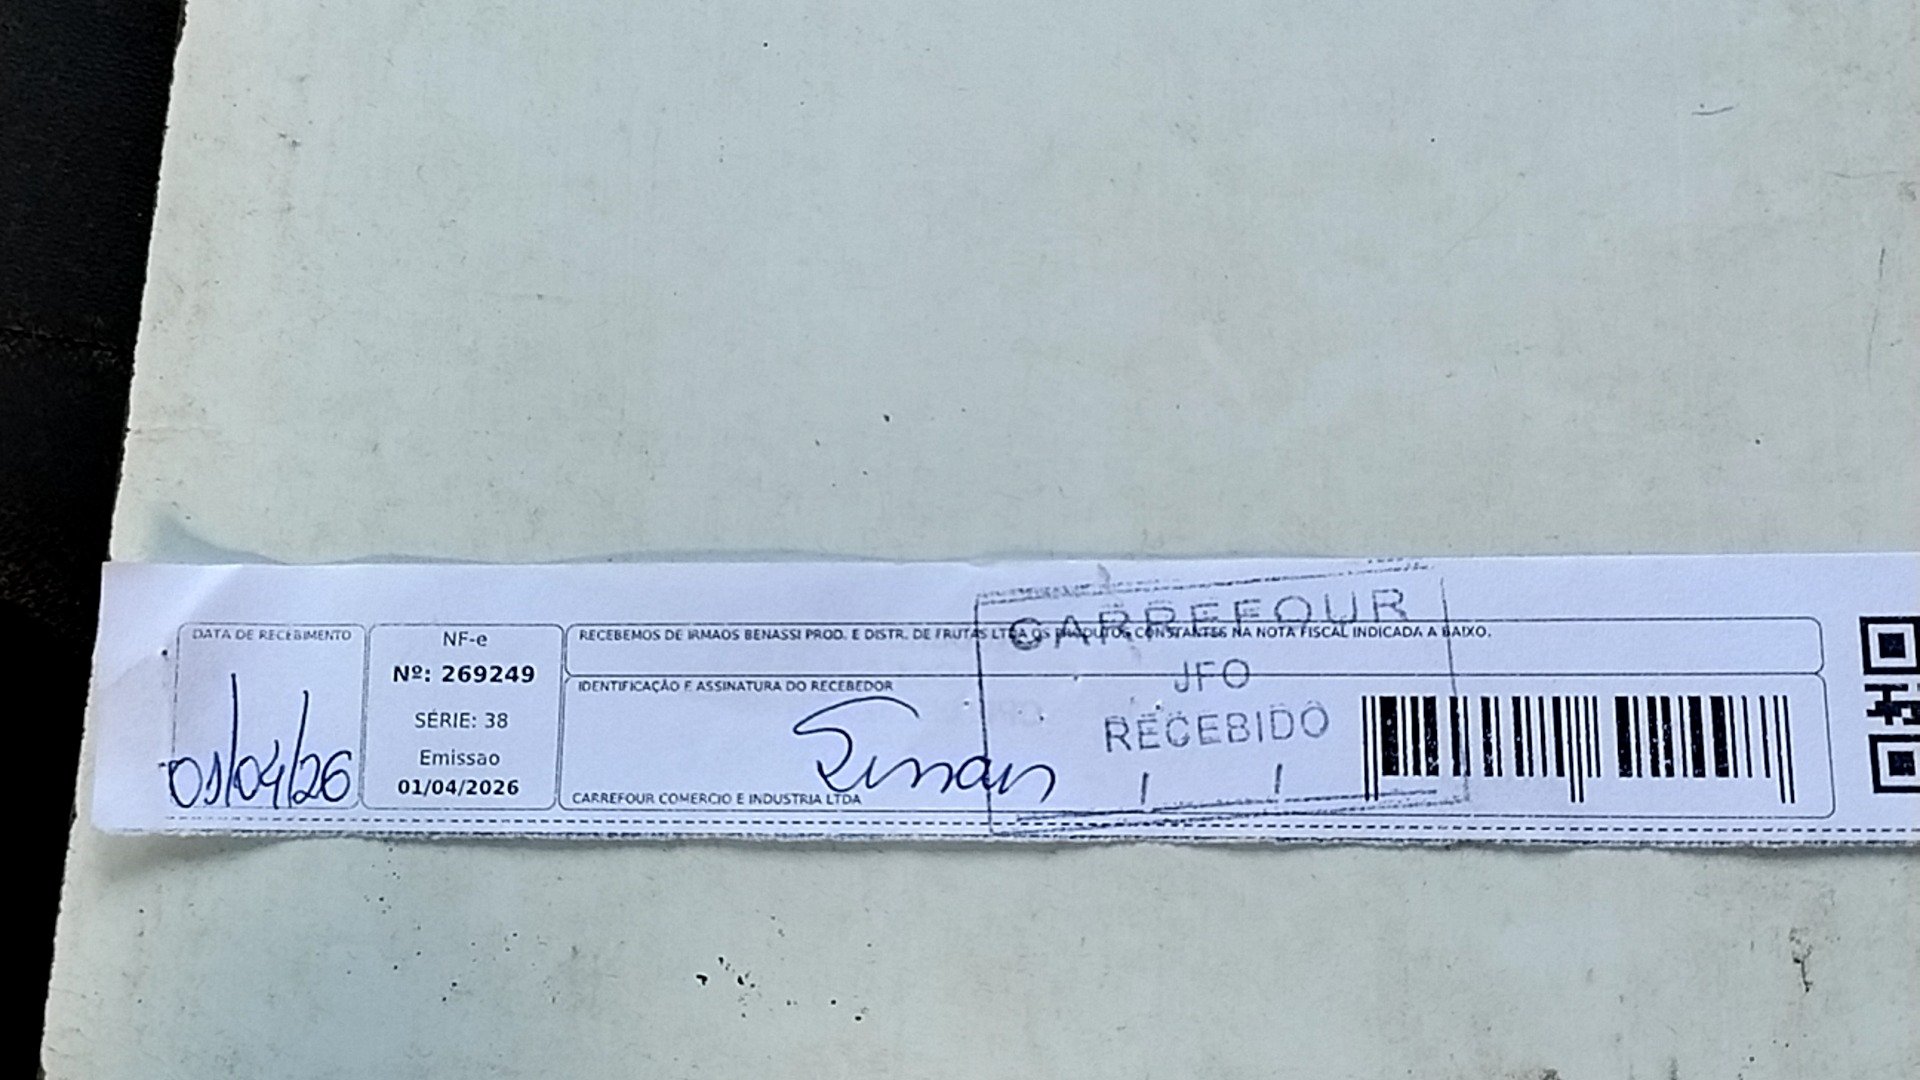 DATA DE RECEBIMENTO
01/04/26
NF-e
Nº: 269249
SÉRIE: 38
Emissao
01/04/2026
RECEBEMOS DE IRMAOS BENASSI PROD. E DISTR. DE FRUTAS LTDA OS PRODUTOS CONSTANTES NA NOTA FISCAL INDICADA A BAIXO.
IDENTIFICAÇÃO E ASSINATURA DO RECEBEDOR
CARREFOUR COMERCIO E INDUSTRIA LTDA
CARREFOUR
JFO
RECEBIDO
/ /